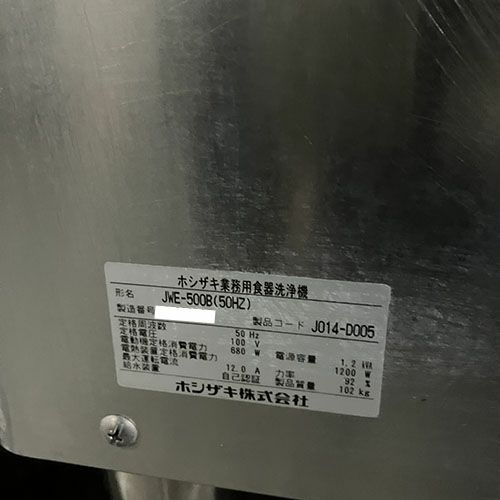 ホシザキ業務用食器洗浄機
形名 JWE-500B(50HZ)
製造番号 製品コード J014-D005
定格周波数 50 Hz
定格電圧 100 V 電源容量 1.2 kVA
電動機定格消費電力 680 W 力率 92 %
電熱装置定格消費電力 1200 W
最大運転電流 12.0 A 製品質量 102 kg
給水装置 自己認証
ホシザキ株式会社